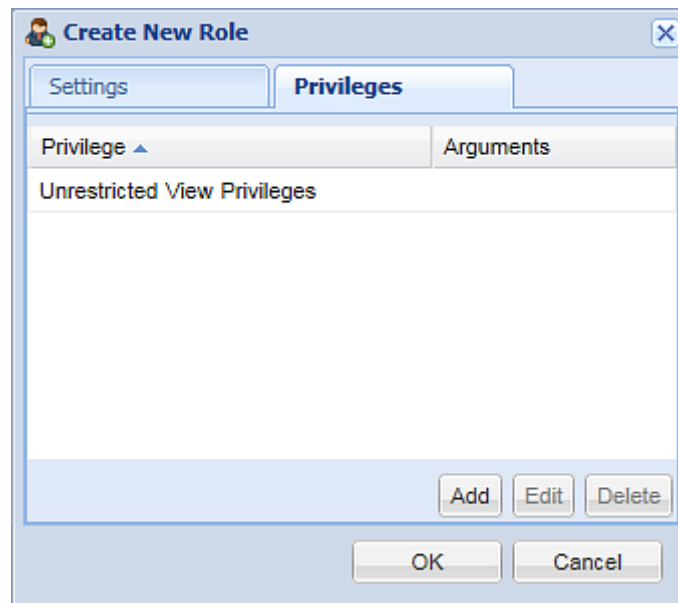 Create New Role
Settings Privileges
Privilege Arguments
Unrestricted View Privileges
Add Edit Delete
OK Cancel